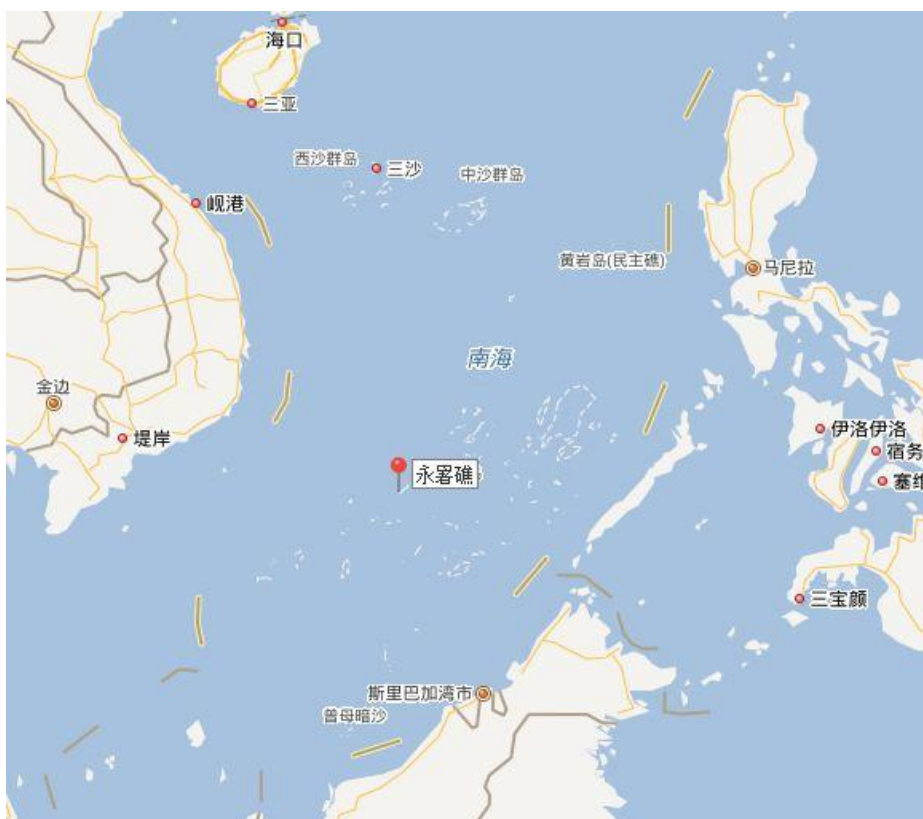 海口
三亚
西沙群岛
三沙
中沙群岛
岘港
黄岩岛(民主礁)
马尼拉
南海
金边
堤岸
伊洛伊洛
宿务
永暑礁
塞维
三宝颜
斯里巴加湾市
曾母暗沙